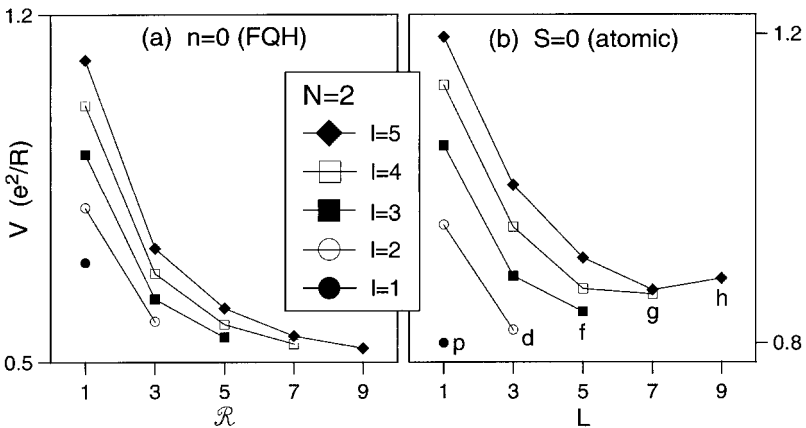 1.2
(a) n=0 (FQH)
(b) S=0 (atomic)
1.2
V (e²/R)
N=2
l=5
l=4
l=3
l=2
l=1
p
d
f
g
h
0.5
0.8
1 3 5 7 9
1 3 5 7 9
ℛ
L